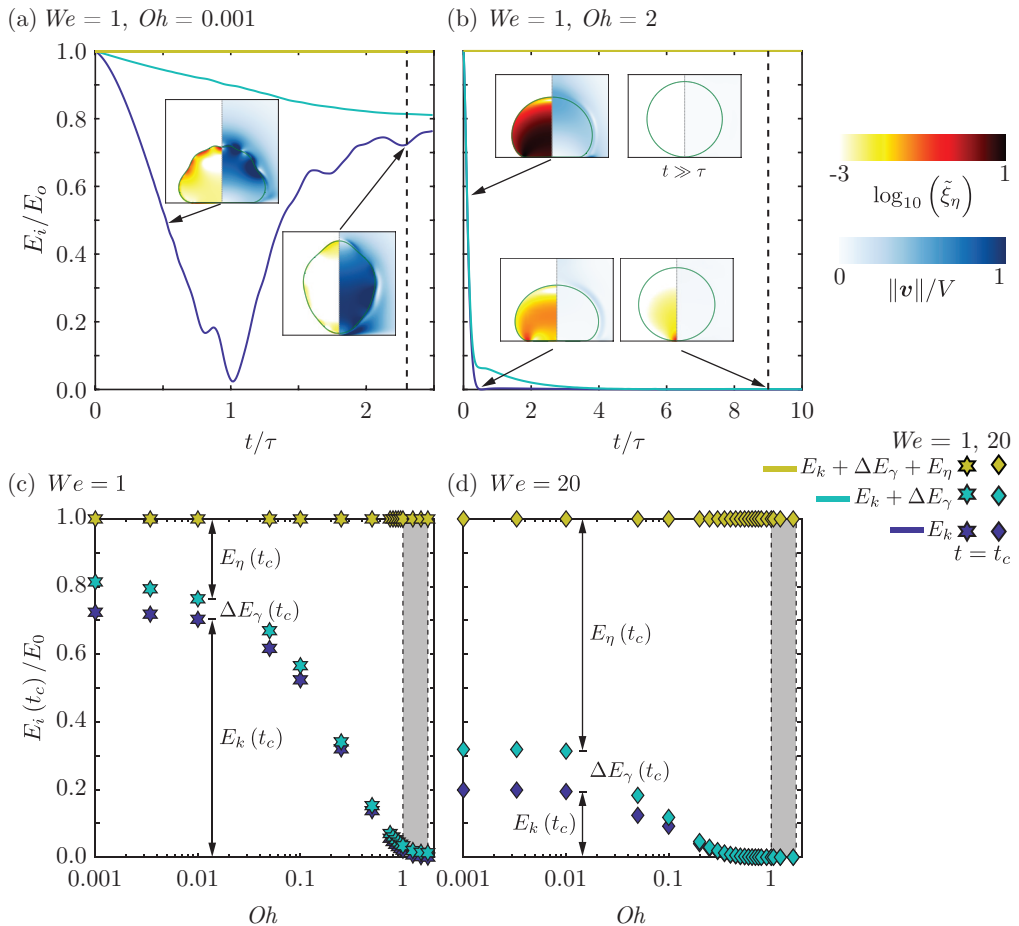 (a) We = 1, Oh = 0.001
(b) We = 1, Oh = 2
1.0
0.8
0.6
0.4
0.2
0.0
E_i/E_o
0
1
2
t/τ
t ≫ τ
0
2
4
6
8
10
t/τ
-3
1
log_10 (ξ̃_η)
0
1
‖v‖/V
We = 1, 20
E_k + ΔE_γ + E_η
E_k + ΔE_γ
E_k
t = t_c
(c) We = 1
(d) We = 20
1.0
0.8
0.6
0.4
0.2
0.0
E_i (t_c) /E_0
E_η (t_c)
ΔE_γ (t_c)
E_k (t_c)
0.001
0.01
0.1
1
Oh
E_η (t_c)
ΔE_γ (t_c)
E_k (t_c)
0.001
0.01
0.1
1
Oh